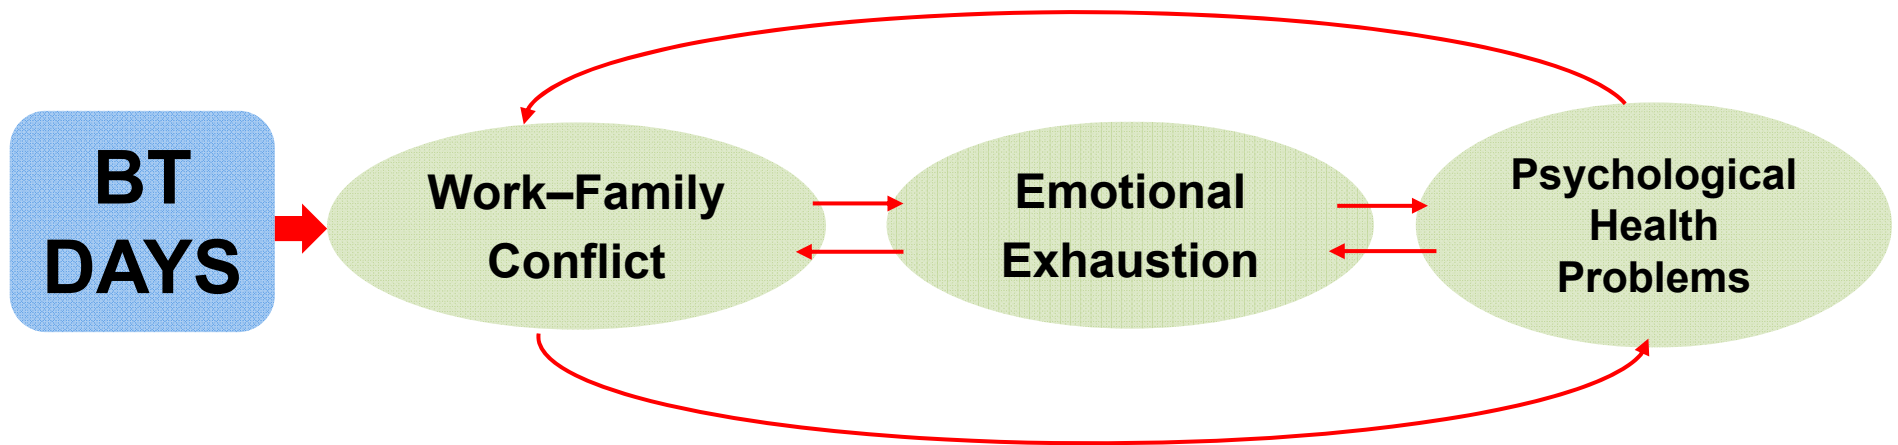 BT
DAYS
Work–Family
Conflict
Emotional
Exhaustion
Psychological
Health
Problems